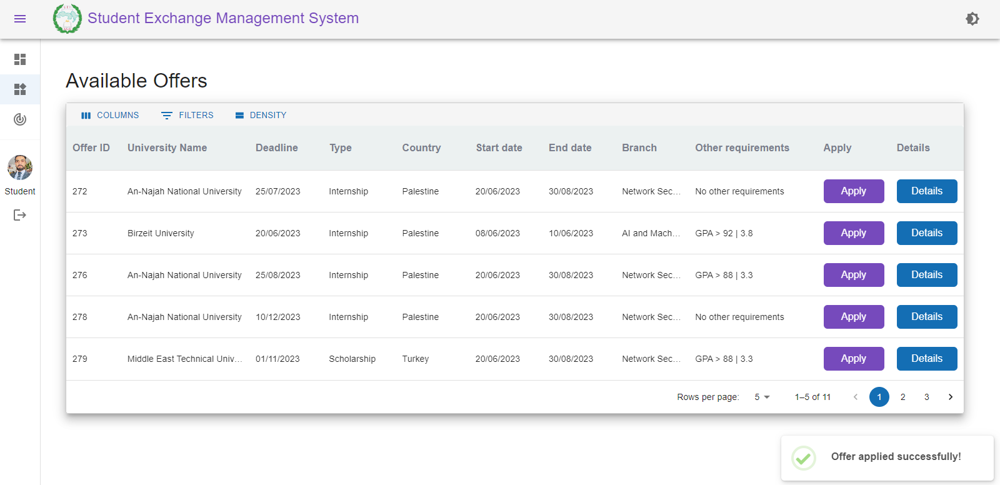 Student Exchange Management System
Available Offers
COLUMNS FILTERS DENSITY
Offer ID University Name Deadline Type Country Start date End date Branch Other requirements Apply Details
272 An-Najah National University 25/07/2023 Internship Palestine 20/06/2023 30/08/2023 Network Sec... No other requirements Apply Details
273 Birzeit University 20/06/2023 Internship Palestine 08/06/2023 10/06/2023 AI and Mach... GPA > 92 | 3.8 Apply Details
276 An-Najah National University 25/08/2023 Internship Palestine 20/06/2023 30/08/2023 Network Sec... GPA > 88 | 3.3 Apply Details
278 An-Najah National University 10/12/2023 Internship Palestine 20/06/2023 30/08/2023 Network Sec... No other requirements Apply Details
279 Middle East Technical Univ... 01/11/2023 Scholarship Turkey 20/06/2023 30/08/2023 Network Sec... GPA > 88 | 3.3 Apply Details
Student
Rows per page: 5 1–5 of 11 1 2 3
Offer applied successfully!